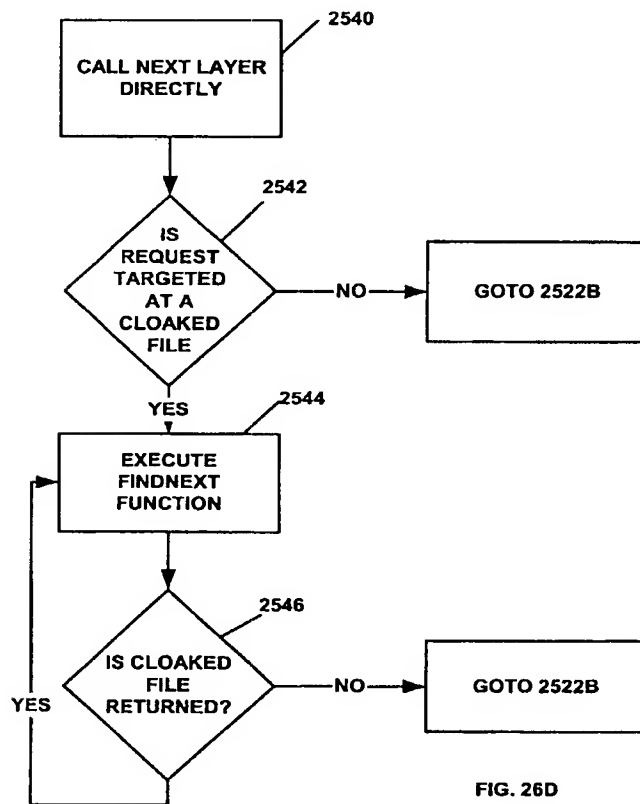 2540
CALL NEXT LAYER
DIRECTLY
2542
IS
REQUEST
TARGETED
AT A
CLOAKED
FILE
NO
GOTO 2522B
YES
2544
EXECUTE
FINDNEXT
FUNCTION
2546
IS CLOAKED
FILE
RETURNED?
NO
GOTO 2522B
YES
FIG. 26D